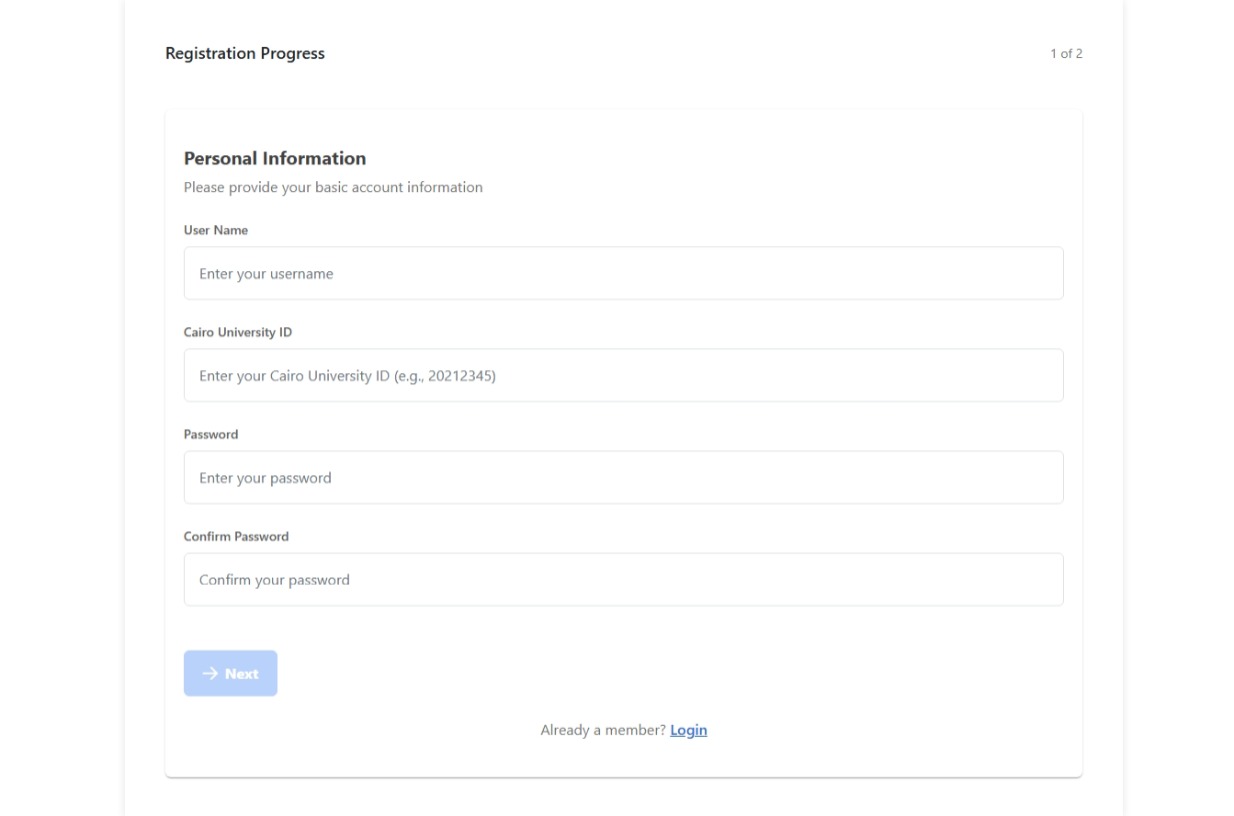 Registration Progress
1 of 2
Personal Information
Please provide your basic account information
User Name
Enter your username
Cairo University ID
Enter your Cairo University ID (e.g., 20212345)
Password
Enter your password
Confirm Password
Confirm your password
Next
Already a member? Login